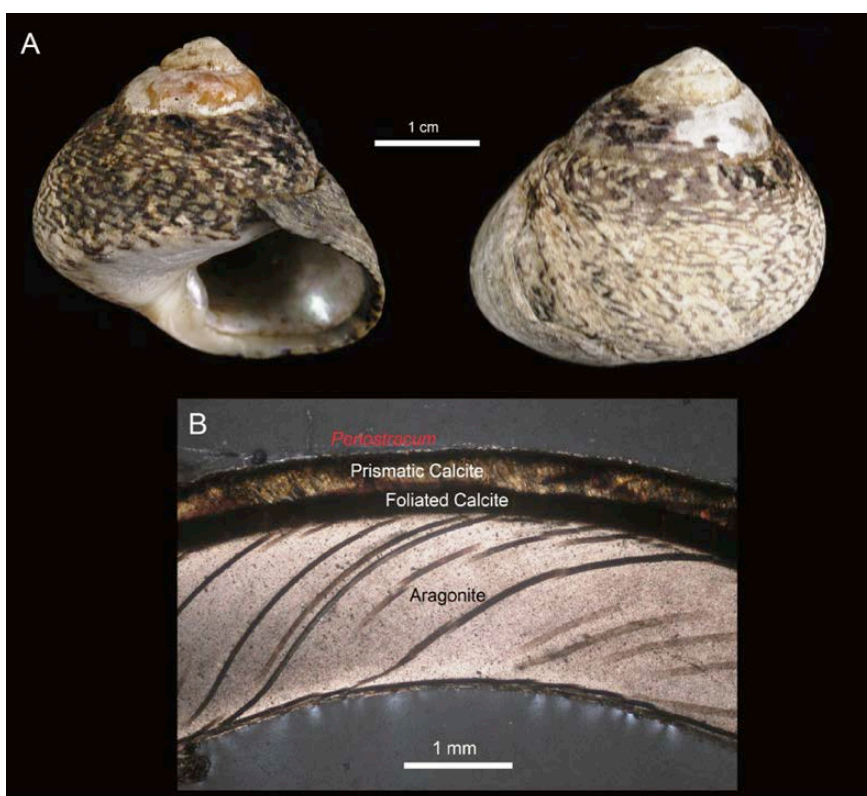 A
1 cm
B
Periostracum
Prismatic Calcite
Foliated Calcite
Aragonite
1 mm